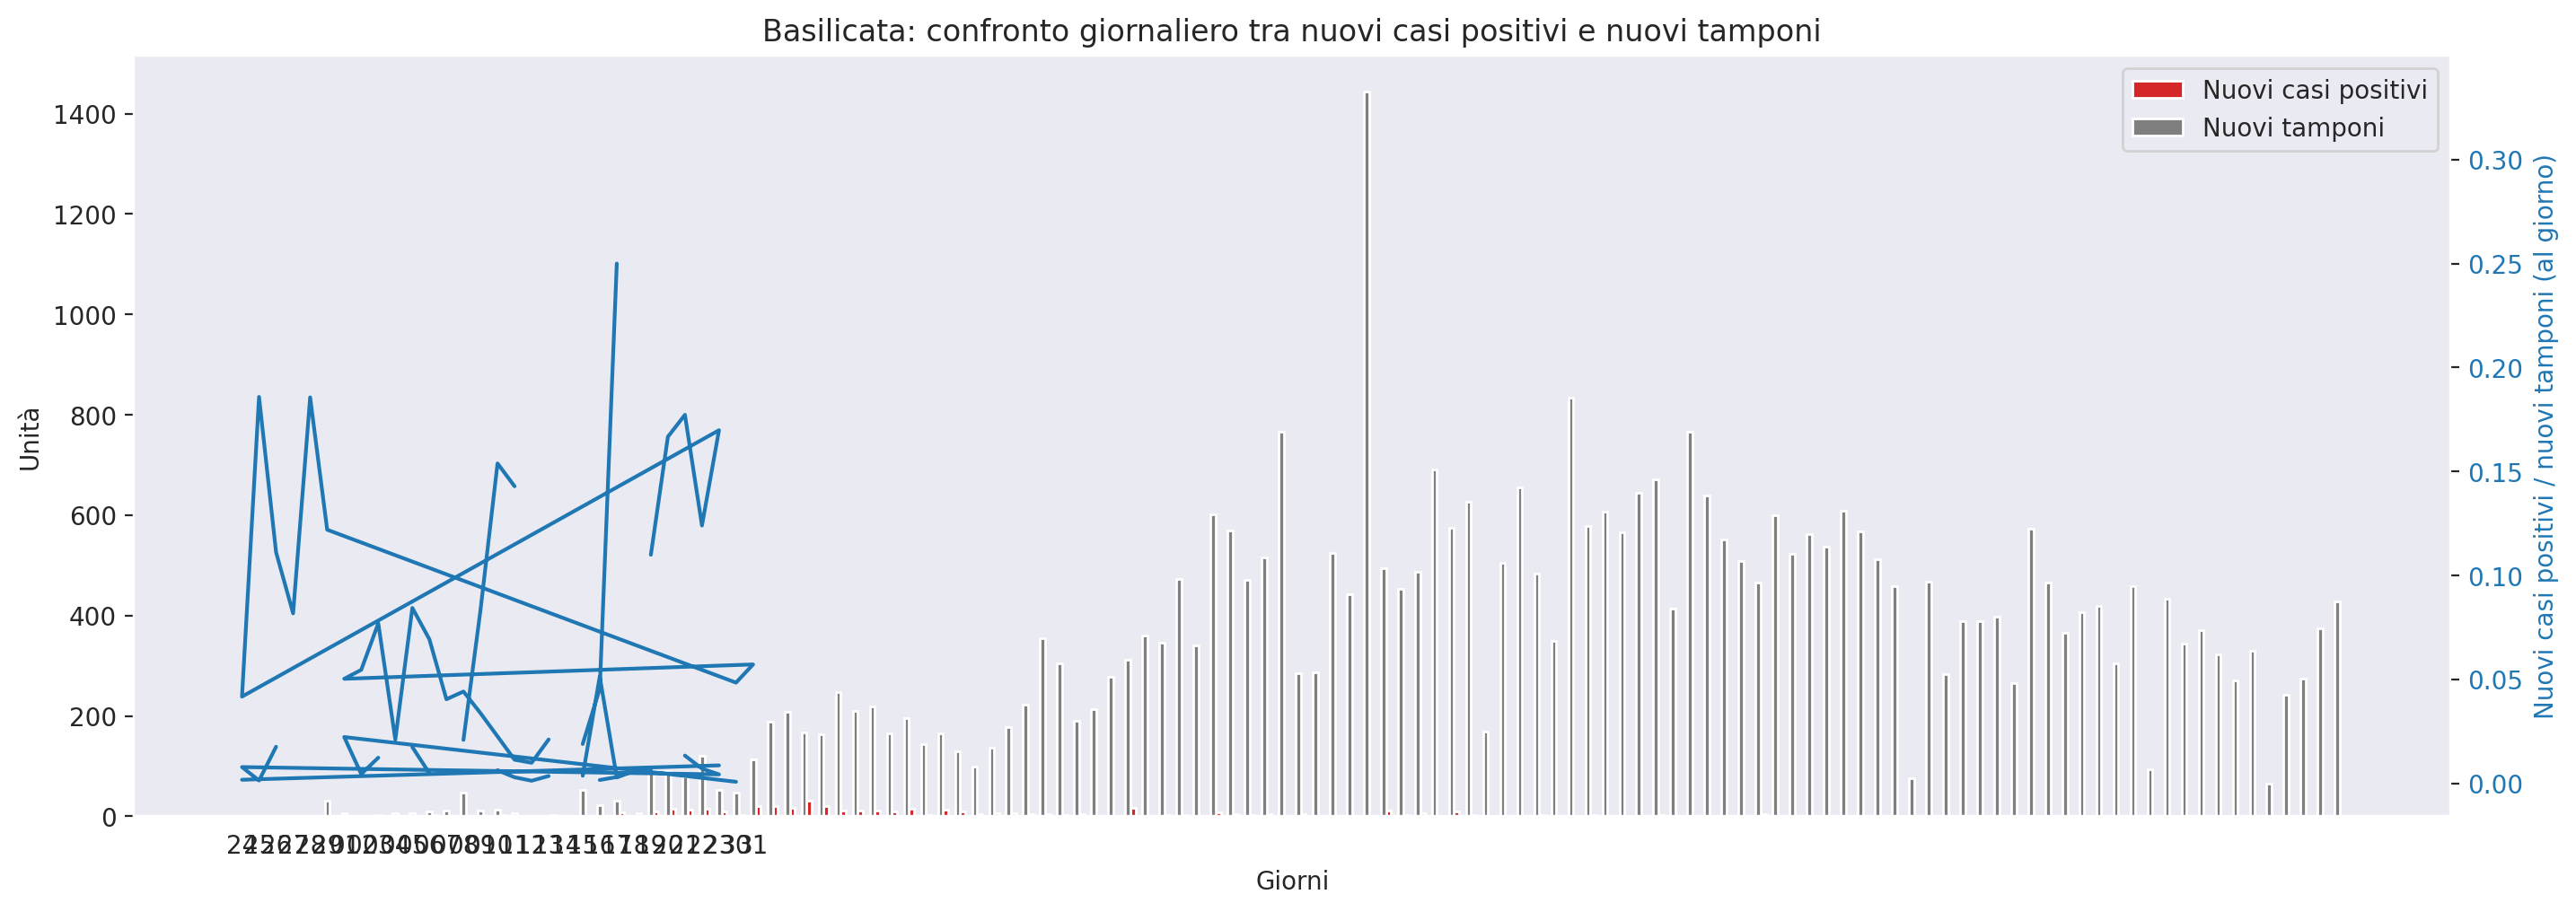 Basilicata: confronto giornaliero tra nuovi casi positivi e nuovi tamponi
Nuovi casi positivi
Nuovi tamponi
Unità
1400
1200
1000
800
600
400
200
0
0.30
0.25
0.20
0.15
0.10
0.05
0.00
Nuovi casi positivi / nuovi tamponi (al giorno)
Giorni